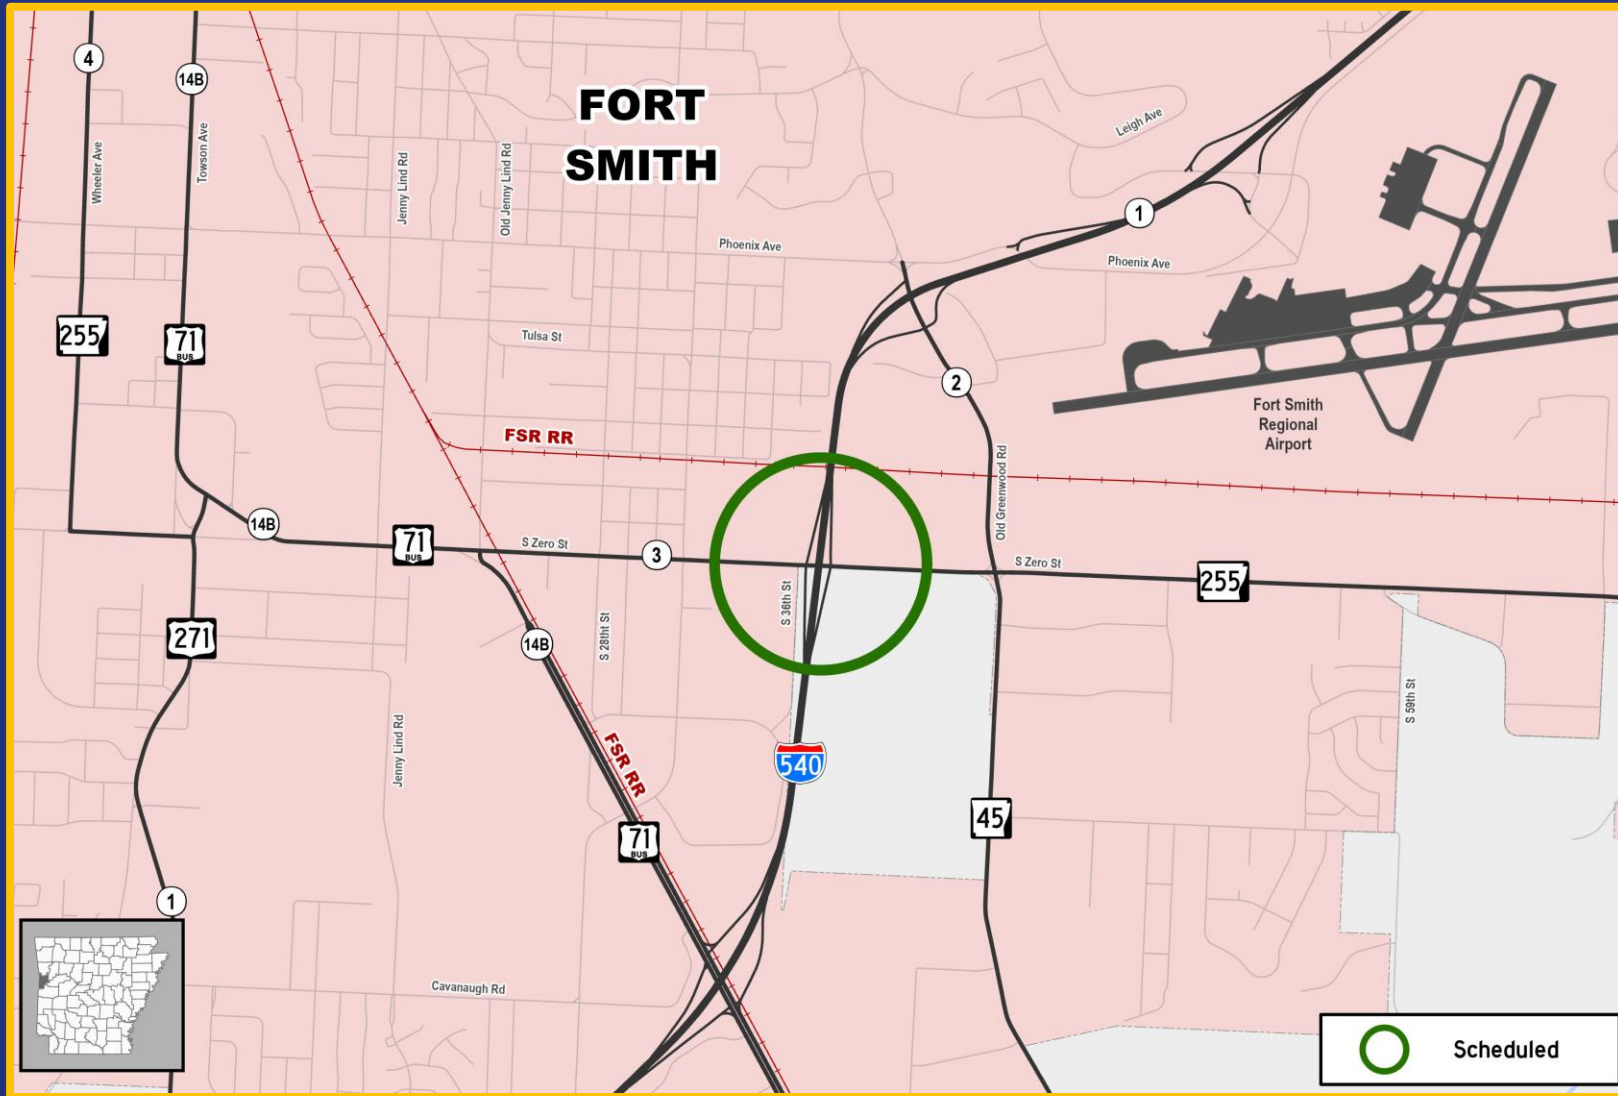 4
14B
FORT
SMITH
Wheeler Ave
Towson Ave
Jenny Lind Rd
Old Jenny Lind Rd
Leigh Ave
1
Phoenix Ave
Phoenix Ave
255
71
BUS
Tulsa St
2
Fort Smith
Regional
Airport
FSR RR
Old Greenwood Rd
14B
71
BUS
S Zero St
3
S Zero St
255
S 36th St
271
14B
S 28tht St
S 59th St
Jenny Lind Rd
FSR RR
540
71
BUS
45
1
Cavanaugh Rd
Scheduled